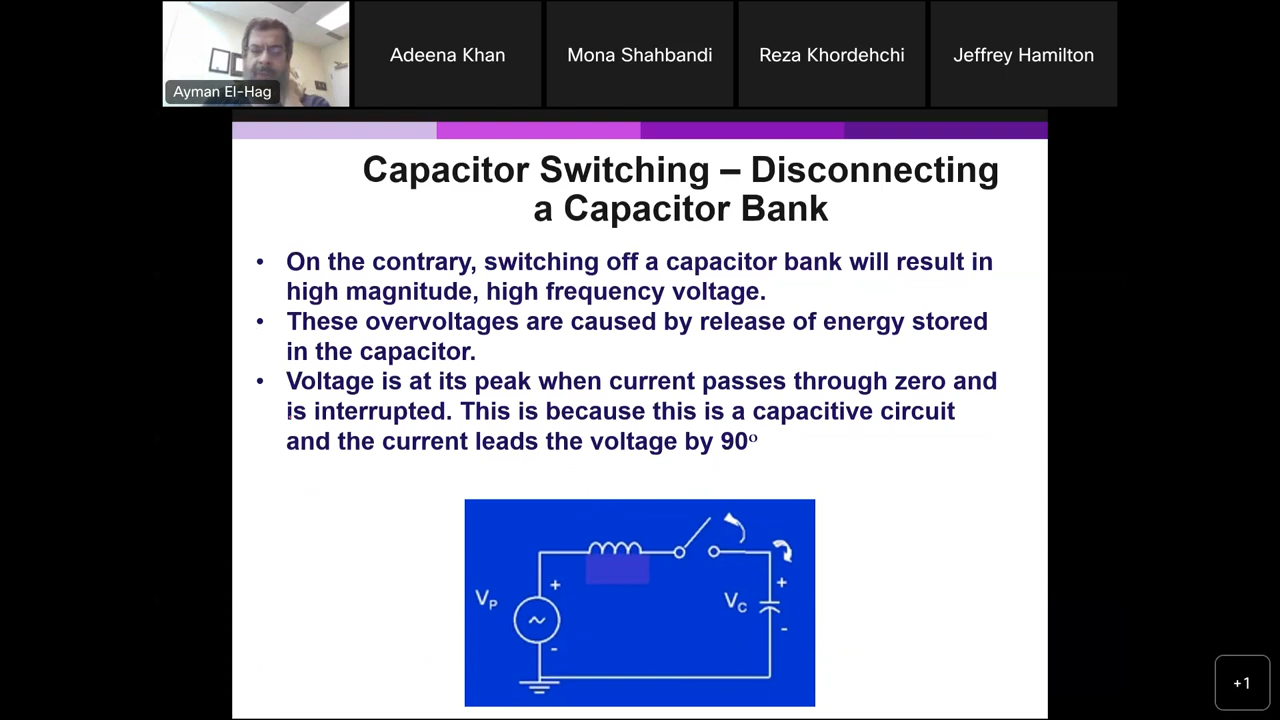 Ayman El-Hag
Adeena Khan
Mona Shahbandi
Reza Khordehchi
Jeffrey Hamilton
Capacitor Switching – Disconnecting
a Capacitor Bank
• On the contrary, switching off a capacitor bank will result in
high magnitude, high frequency voltage.
• These overvoltages are caused by release of energy stored
in the capacitor.
• Voltage is at its peak when current passes through zero and
is interrupted. This is because this is a capacitive circuit
and the current leads the voltage by 90º
VP
+
~
-
VC
+
-
+1